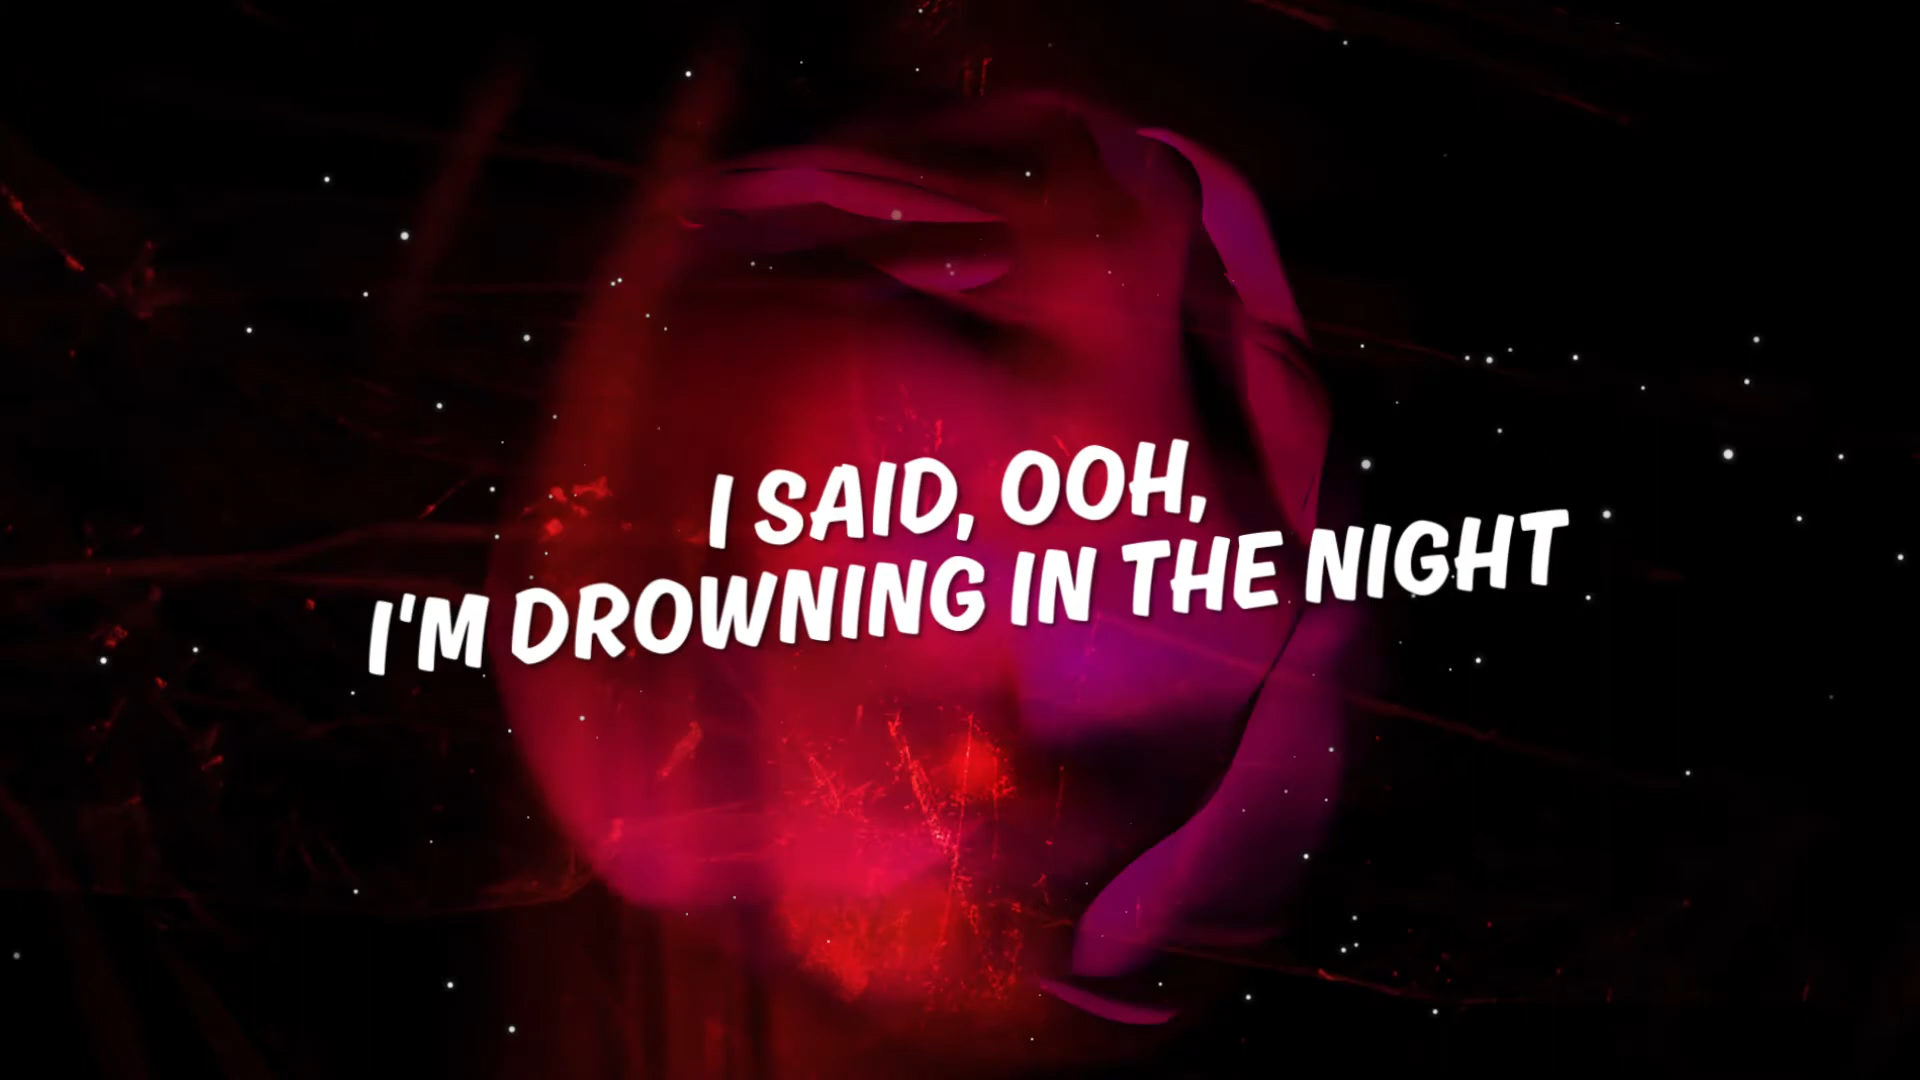 I SAID, OOH,
I'M DROWNING IN THE NIGHT